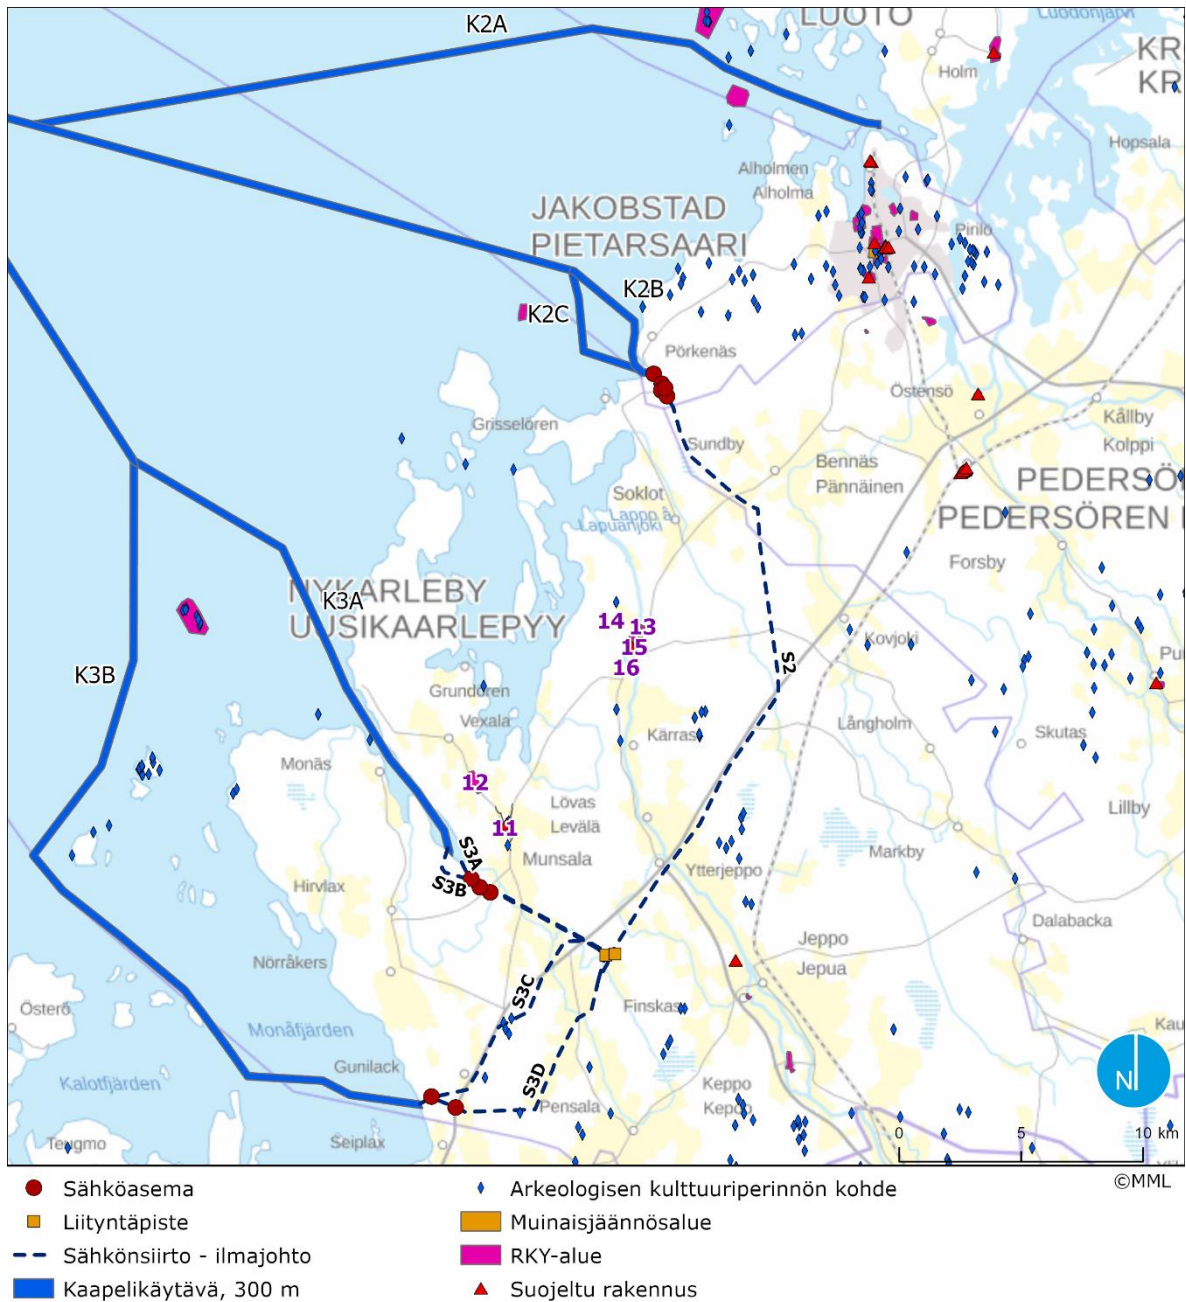 K2A
LUOTO
Luodonjärvi
KR
KR
Holm
Hopsala
Alholmen
Alholma
JAKOBSTAD
PIETARSAARI
Pirilö
K2B
K2C
Pörkenäs
Östensö
Kållby
Kolppi
Grisselören
Sundby
Bennäs
Pännäinen
PEDERSÖ
PEDERSÖREN
Soklot
Lappo å
Lapuanjoki
Forsby
NYKARLEBY
UUSIKAARLEPYY
K3A
14
13
15
16
Kovjoki
S2
K3B
Grundören
Vexala
Långholm
Skutas
Kärras
Monäs
12
Lövas
Levälä
11
Lillby
Munsala
S3A
S3B
Ytterjeppo
Markby
Hirvlax
Dalabacka
Jeppo
Jepua
Nörråkers
S3C
Finskas
Österö
Monåfjärden
Kau
Gunilack
Kalotfjärden
S3D
Keppo
Keppo
Pensala
N
Teugmo
Seiplax
0
5
10 km
©MML
Sähköasema
Arkeologisen kulttuuriperinnön kohde
Liityntäpiste
Muinaisjäännösalue
Sähkönsiirto - ilmajohto
RKY-alue
Kaapelikäytävä, 300 m
Suojeltu rakennus